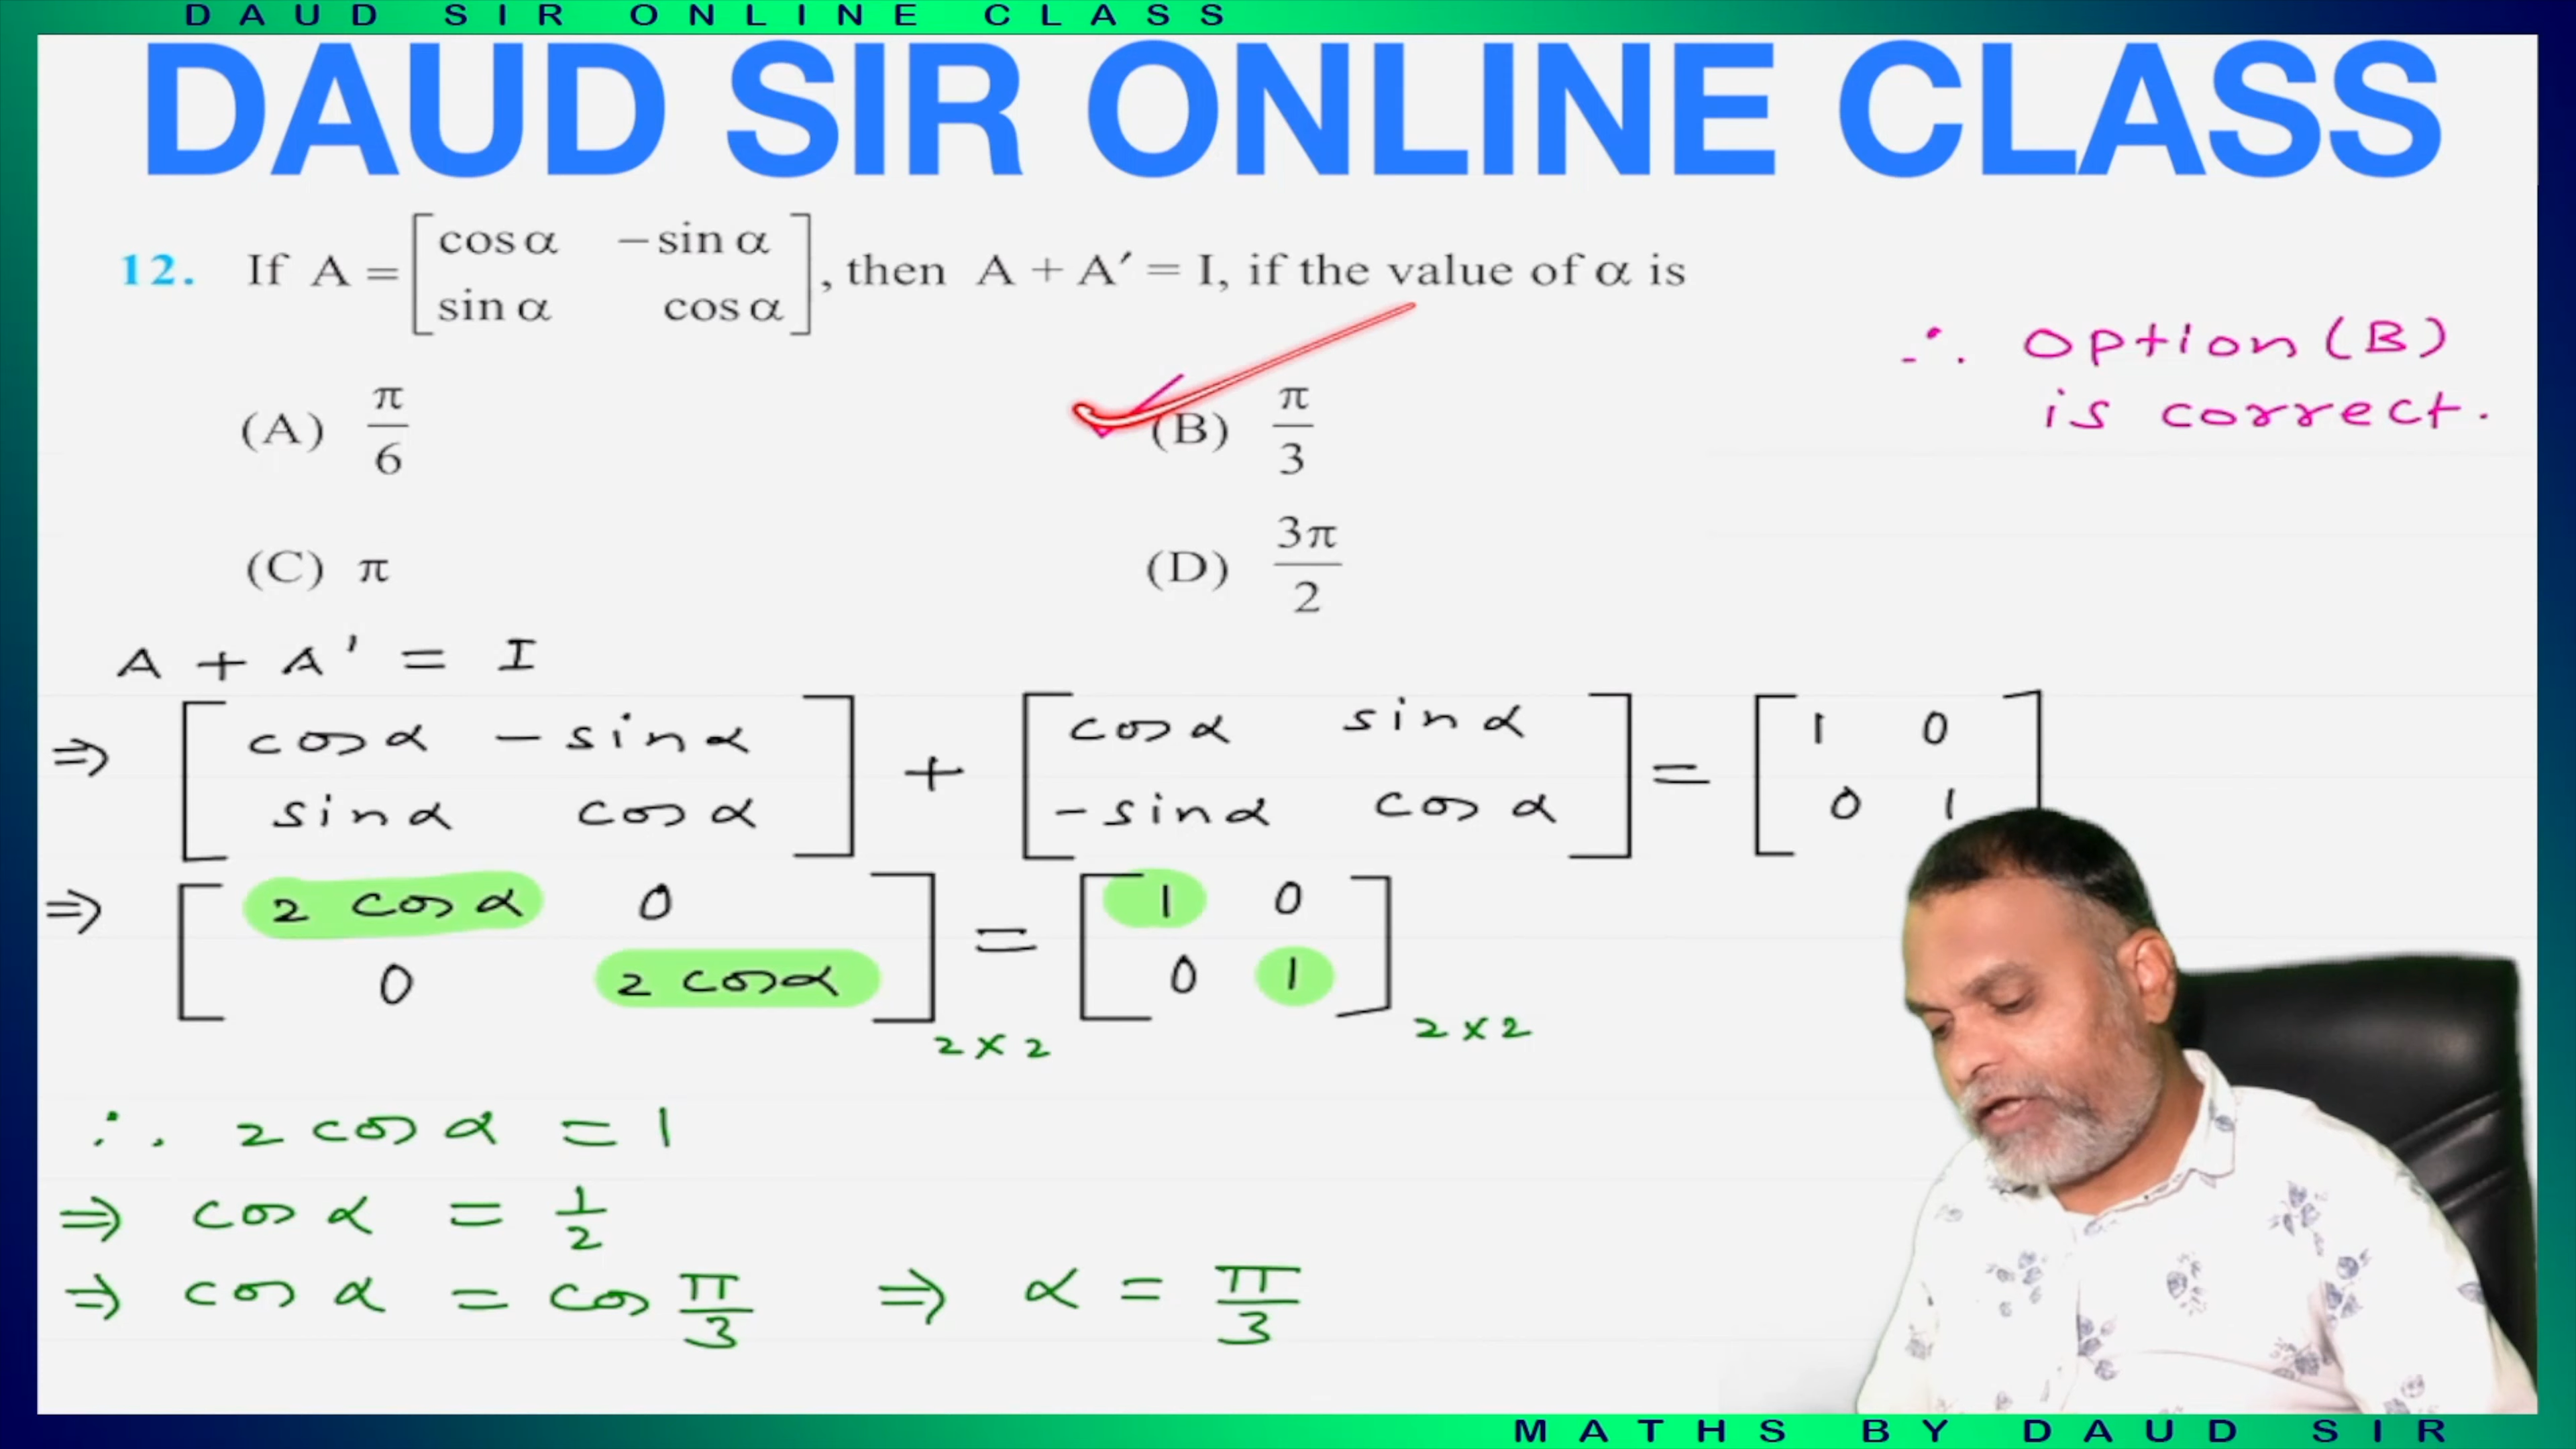 DAUD SIR ONLINE CLASS
DAUD SIR ONLINE CLASS
12. If A = [cos α − sin α
sin α cos α], then A + A′ = I, if the value of α is
(A) π/6 (B) π/3
(C) π (D) 3π/2
∴ option (B)
is correct.
A + A' = I
⇒ [cos α − sin α
sin α cos α] + [cos α sin α
−sin α cos α] = [1 0
0 1
⇒ [2 cos α 0
0 2 cos α] 2×2 = [1 0
0 1] 2×2
∴ 2 cos α = 1
⇒ cos α = 1/2
⇒ cos α = cos π/3 ⇒ α = π/3
MATHS BY DAUD SIR